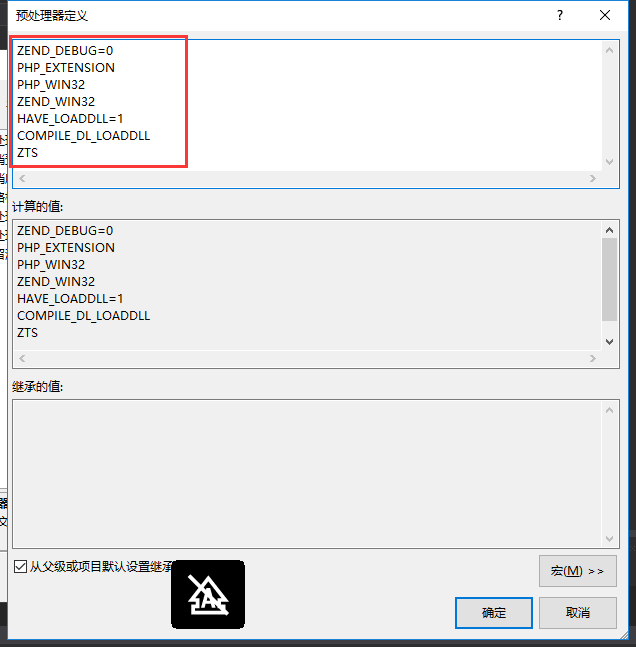 预处理器定义
?
ZEND_DEBUG=0
PHP_EXTENSION
PHP_WIN32
ZEND_WIN32
HAVE_LOADDLL=1
COMPILE_DL_LOADDLL
ZTS
计算的值:
ZEND_DEBUG=0
PHP_EXTENSION
PHP_WIN32
ZEND_WIN32
HAVE_LOADDLL=1
COMPILE_DL_LOADDLL
ZTS
继承的值:
从父级或项目默认设置继承
宏(M) >>
确定
取消